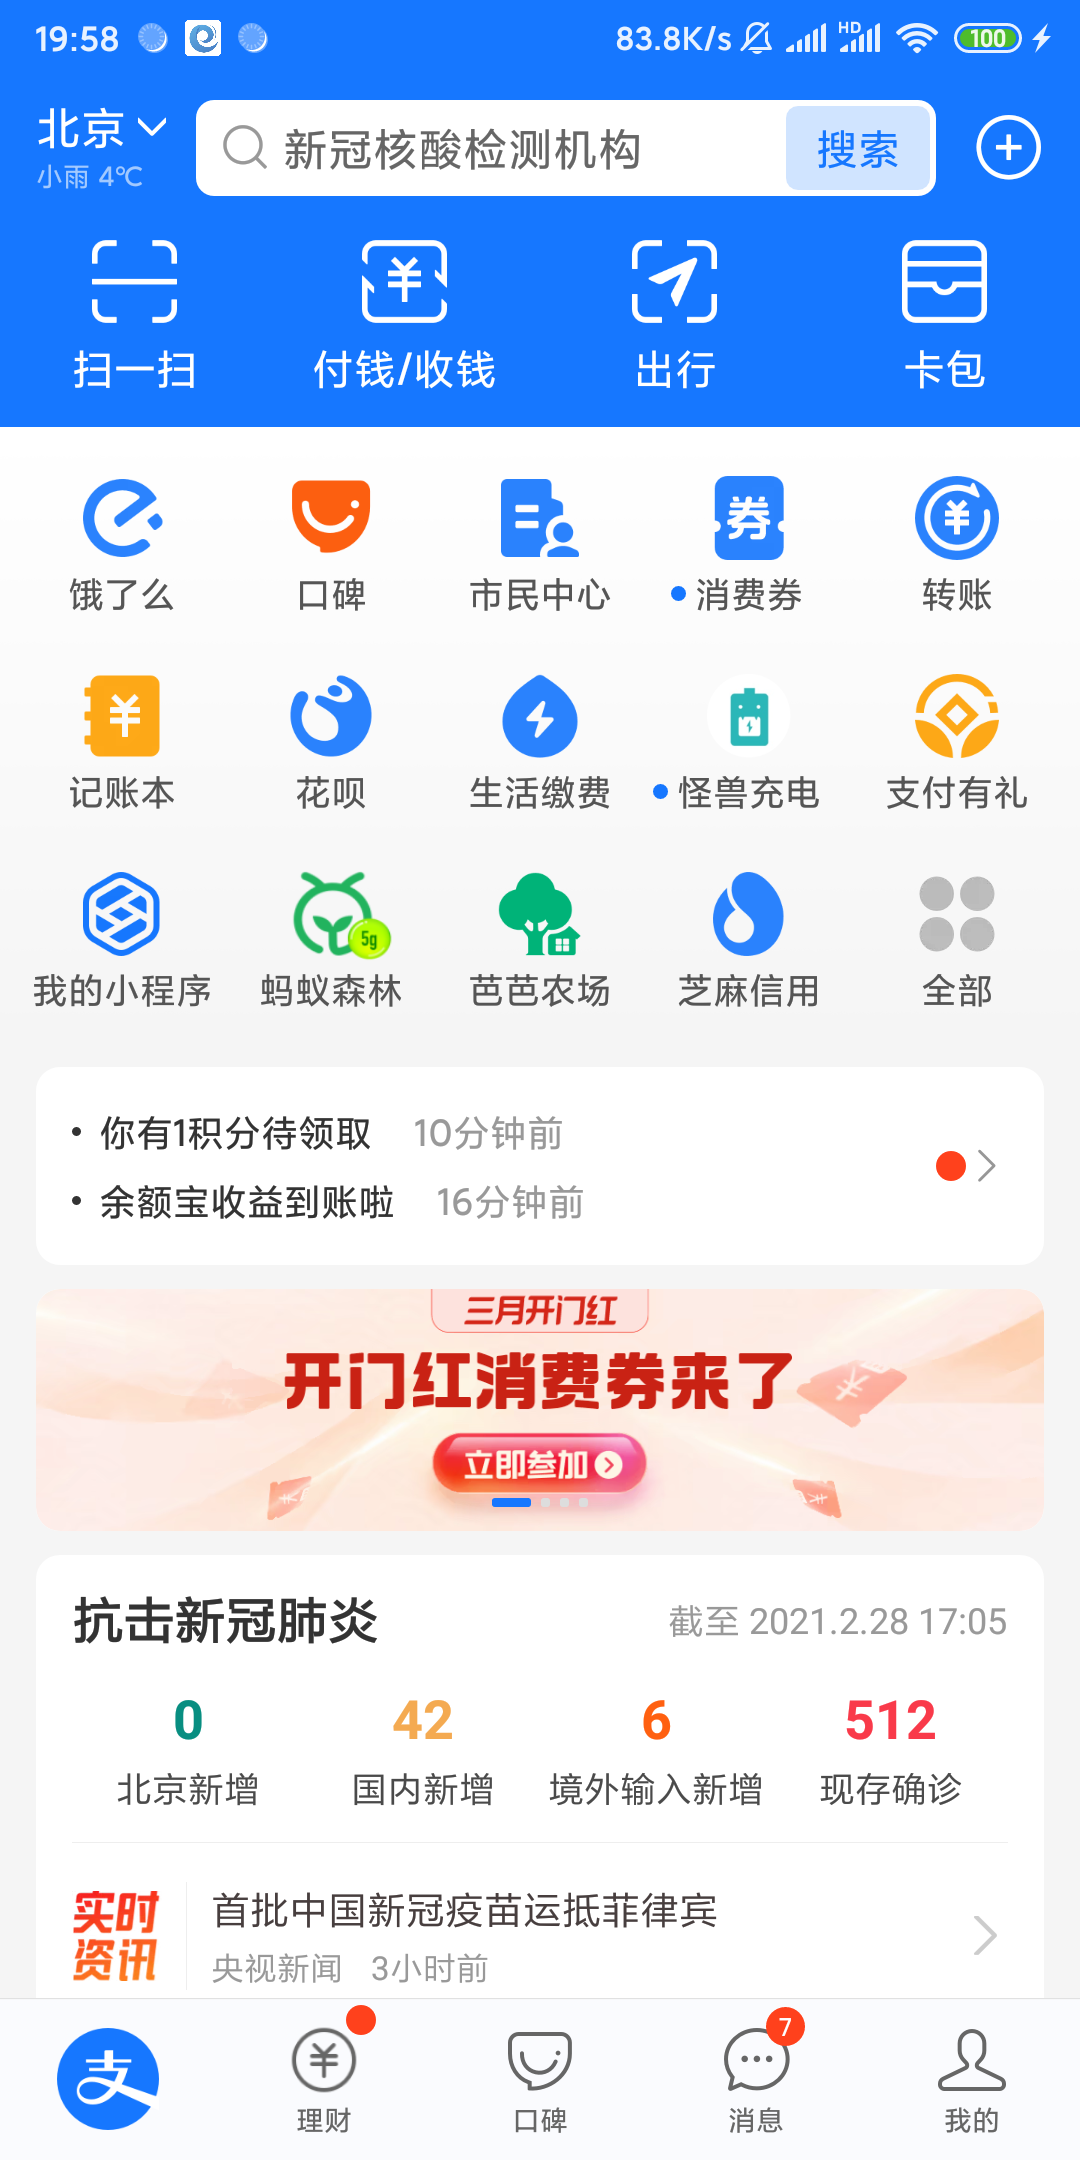 19:58 83.8K/s HD 100
北京
小雨 4℃
新冠核酸检测机构 搜索
扫一扫 付钱/收钱 出行 卡包
券
饿了么 口碑 市民中心 消费券 转账
记账本 花呗 生活缴费 怪兽充电 支付有礼
5g
我的小程序 蚂蚁森林 芭芭农场 芝麻信用 全部
· 你有1积分待领取 10分钟前
· 余额宝收益到账啦 16分钟前
三月开门红
开门红消费券来了
立即参加
抗击新冠肺炎 截至 2021.2.28 17:05
0 42 6 512
北京新增 国内新增 境外输入新增 现存确诊
实时资讯
首批中国新冠疫苗运抵菲律宾
央视新闻 3小时前
支
7
理财 口碑 消息 我的